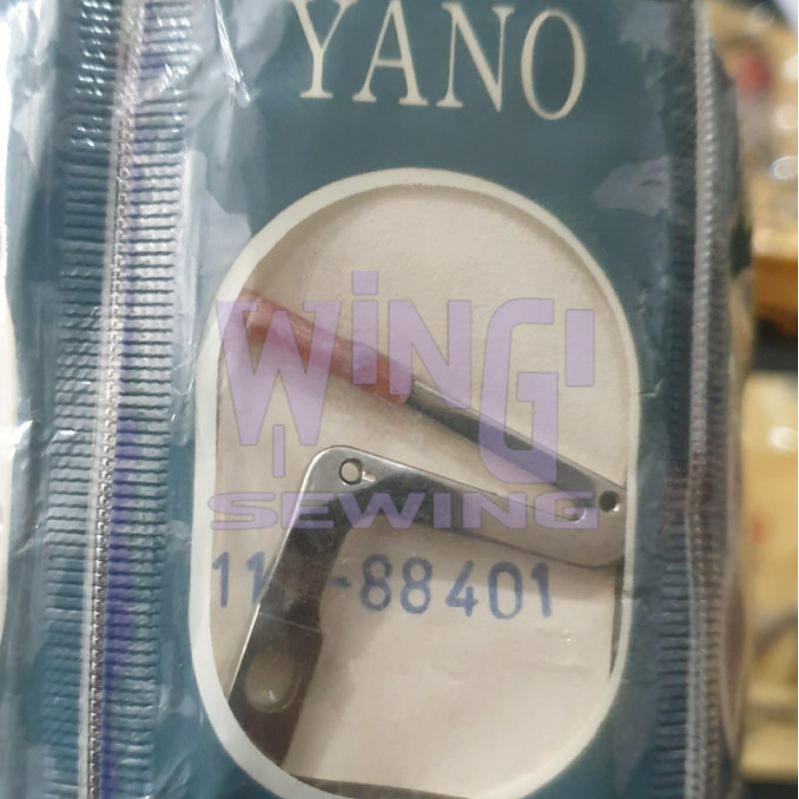 YANO
WiNG
SEWING
11 -88401